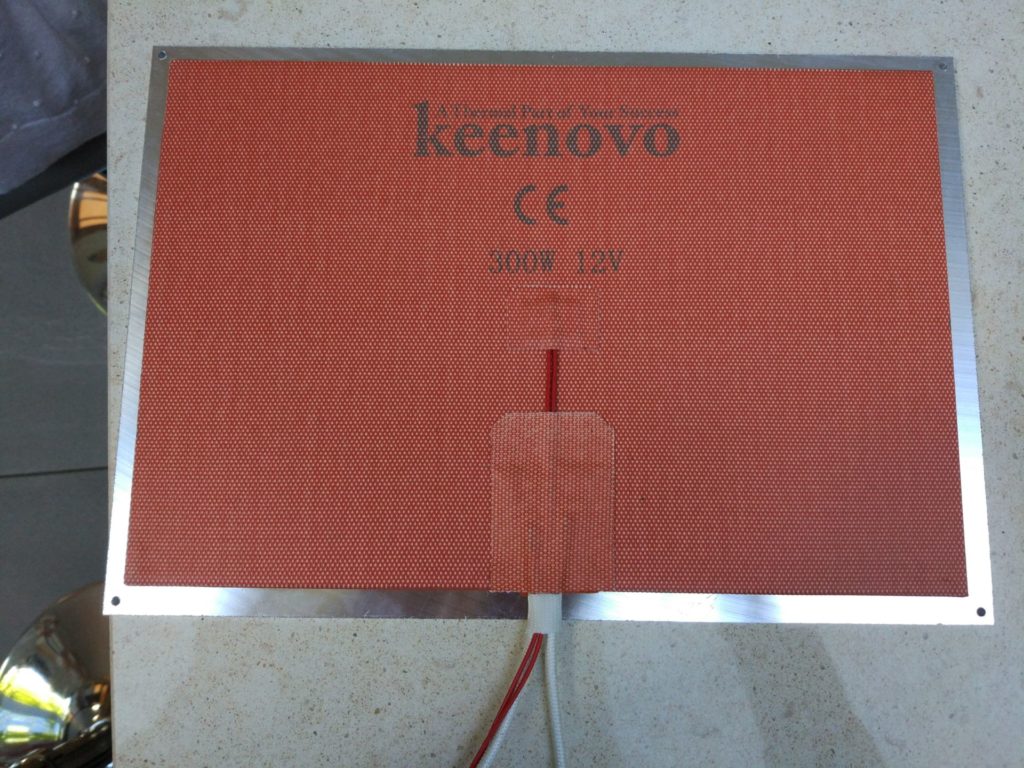 A Thermal Part of Your Success
keenovo
CE
300W 12V